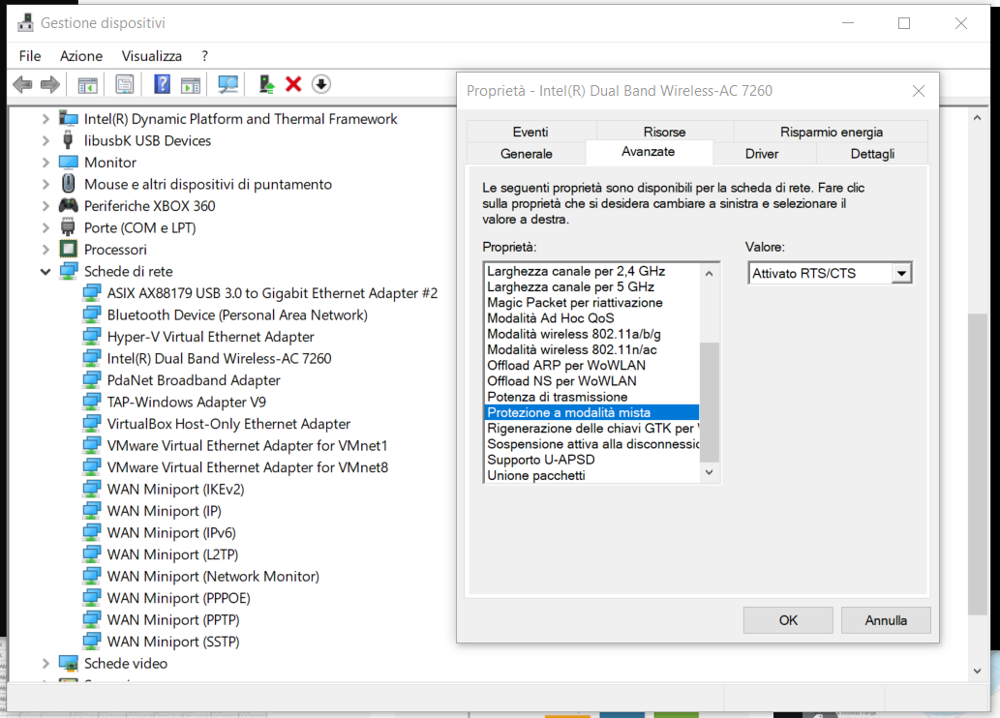 Gestione dispositivi
File Azione Visualizza ?
Intel(R) Dynamic Platform and Thermal Framework
libusbK USB Devices
Monitor
Mouse e altri dispositivi di puntamento
Periferiche XBOX 360
Porte (COM e LPT)
Processori
Schede di rete
ASIX AX88179 USB 3.0 to Gigabit Ethernet Adapter #2
Bluetooth Device (Personal Area Network)
Hyper-V Virtual Ethernet Adapter
Intel(R) Dual Band Wireless-AC 7260
PdaNet Broadband Adapter
TAP-Windows Adapter V9
VirtualBox Host-Only Ethernet Adapter
VMware Virtual Ethernet Adapter for VMnet1
VMware Virtual Ethernet Adapter for VMnet8
WAN Miniport (IKEv2)
WAN Miniport (IP)
WAN Miniport (IPv6)
WAN Miniport (L2TP)
WAN Miniport (Network Monitor)
WAN Miniport (PPPOE)
WAN Miniport (PPTP)
WAN Miniport (SSTP)
Schede video
Proprietà - Intel(R) Dual Band Wireless-AC 7260
Eventi Risorse Risparmio energia
Generale Avanzate Driver Dettagli
Le seguenti proprietà sono disponibili per la scheda di rete. Fare clic
sulla proprietà che si desidera cambiare a sinistra e selezionare il
valore a destra.
Proprietà:
Larghezza canale per 2,4 GHz
Larghezza canale per 5 GHz
Magic Packet per riattivazione
Modalità Ad Hoc QoS
Modalità wireless 802.11a/b/g
Modalità wireless 802.11n/ac
Offload ARP per WoWLAN
Offload NS per WoWLAN
Potenza di trasmissione
Protezione a modalità mista
Rigenerazione delle chiavi GTK per
Sospensione attiva alla disconnessio
Supporto U-APSD
Unione pacchetti
Valore:
Attivato RTS/CTS
OK Annulla